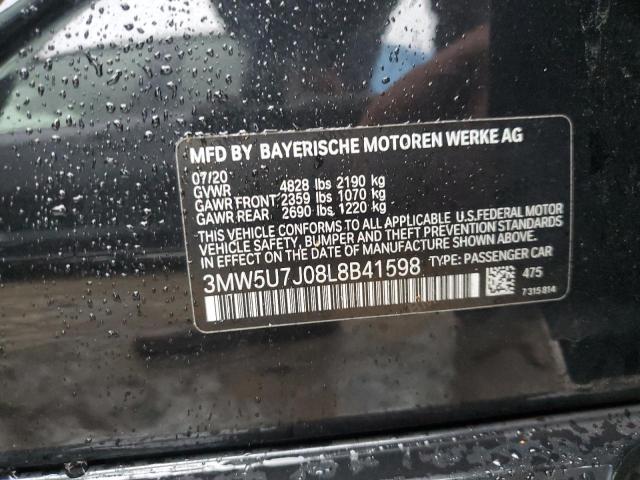 MFD BY BAYERISCHE MOTOREN WERKE AG
07/20
GVWR 4828 lbs 2190 kg
GAWR FRONT 2359 lbs 1070 kg
GAWR REAR 2690 lbs 1220 kg
THIS VEHICLE CONFORMS TO ALL APPLICABLE U.S.FEDERAL MOTOR
VEHICLE SAFETY, BUMPER AND THEFT PREVENTION STANDARDS
IN EFFECT ON THE DATE OF MANUFACTURE SHOWN ABOVE.
3MW5U7J08L8B41598 TYPE: PASSENGER CAR
475
7315814